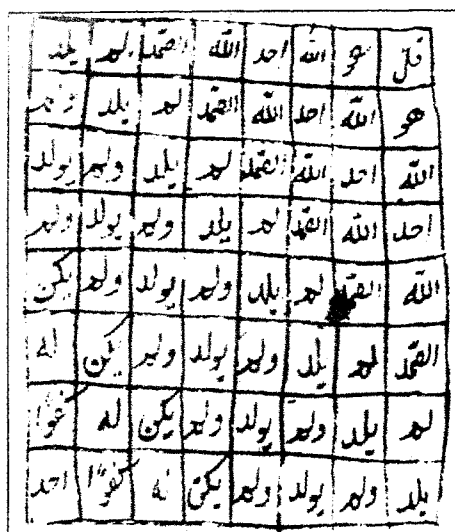 قل هو الله احد الله الصمد لم يلد
هو الله احد الله الصمد لم يلد ولم
الله احد الله الصمد لم يلد ولم يولد
احد الله الصمد لم يلد ولم يولد ولم
الله الصمد لم يلد ولم يولد ولم يكن
الصمد لم يلد ولم يولد ولم يكن له
لم يلد ولم يولد ولم يكن له كفوًا
يلد ولم يولد ولم يكن له كفوًا احد